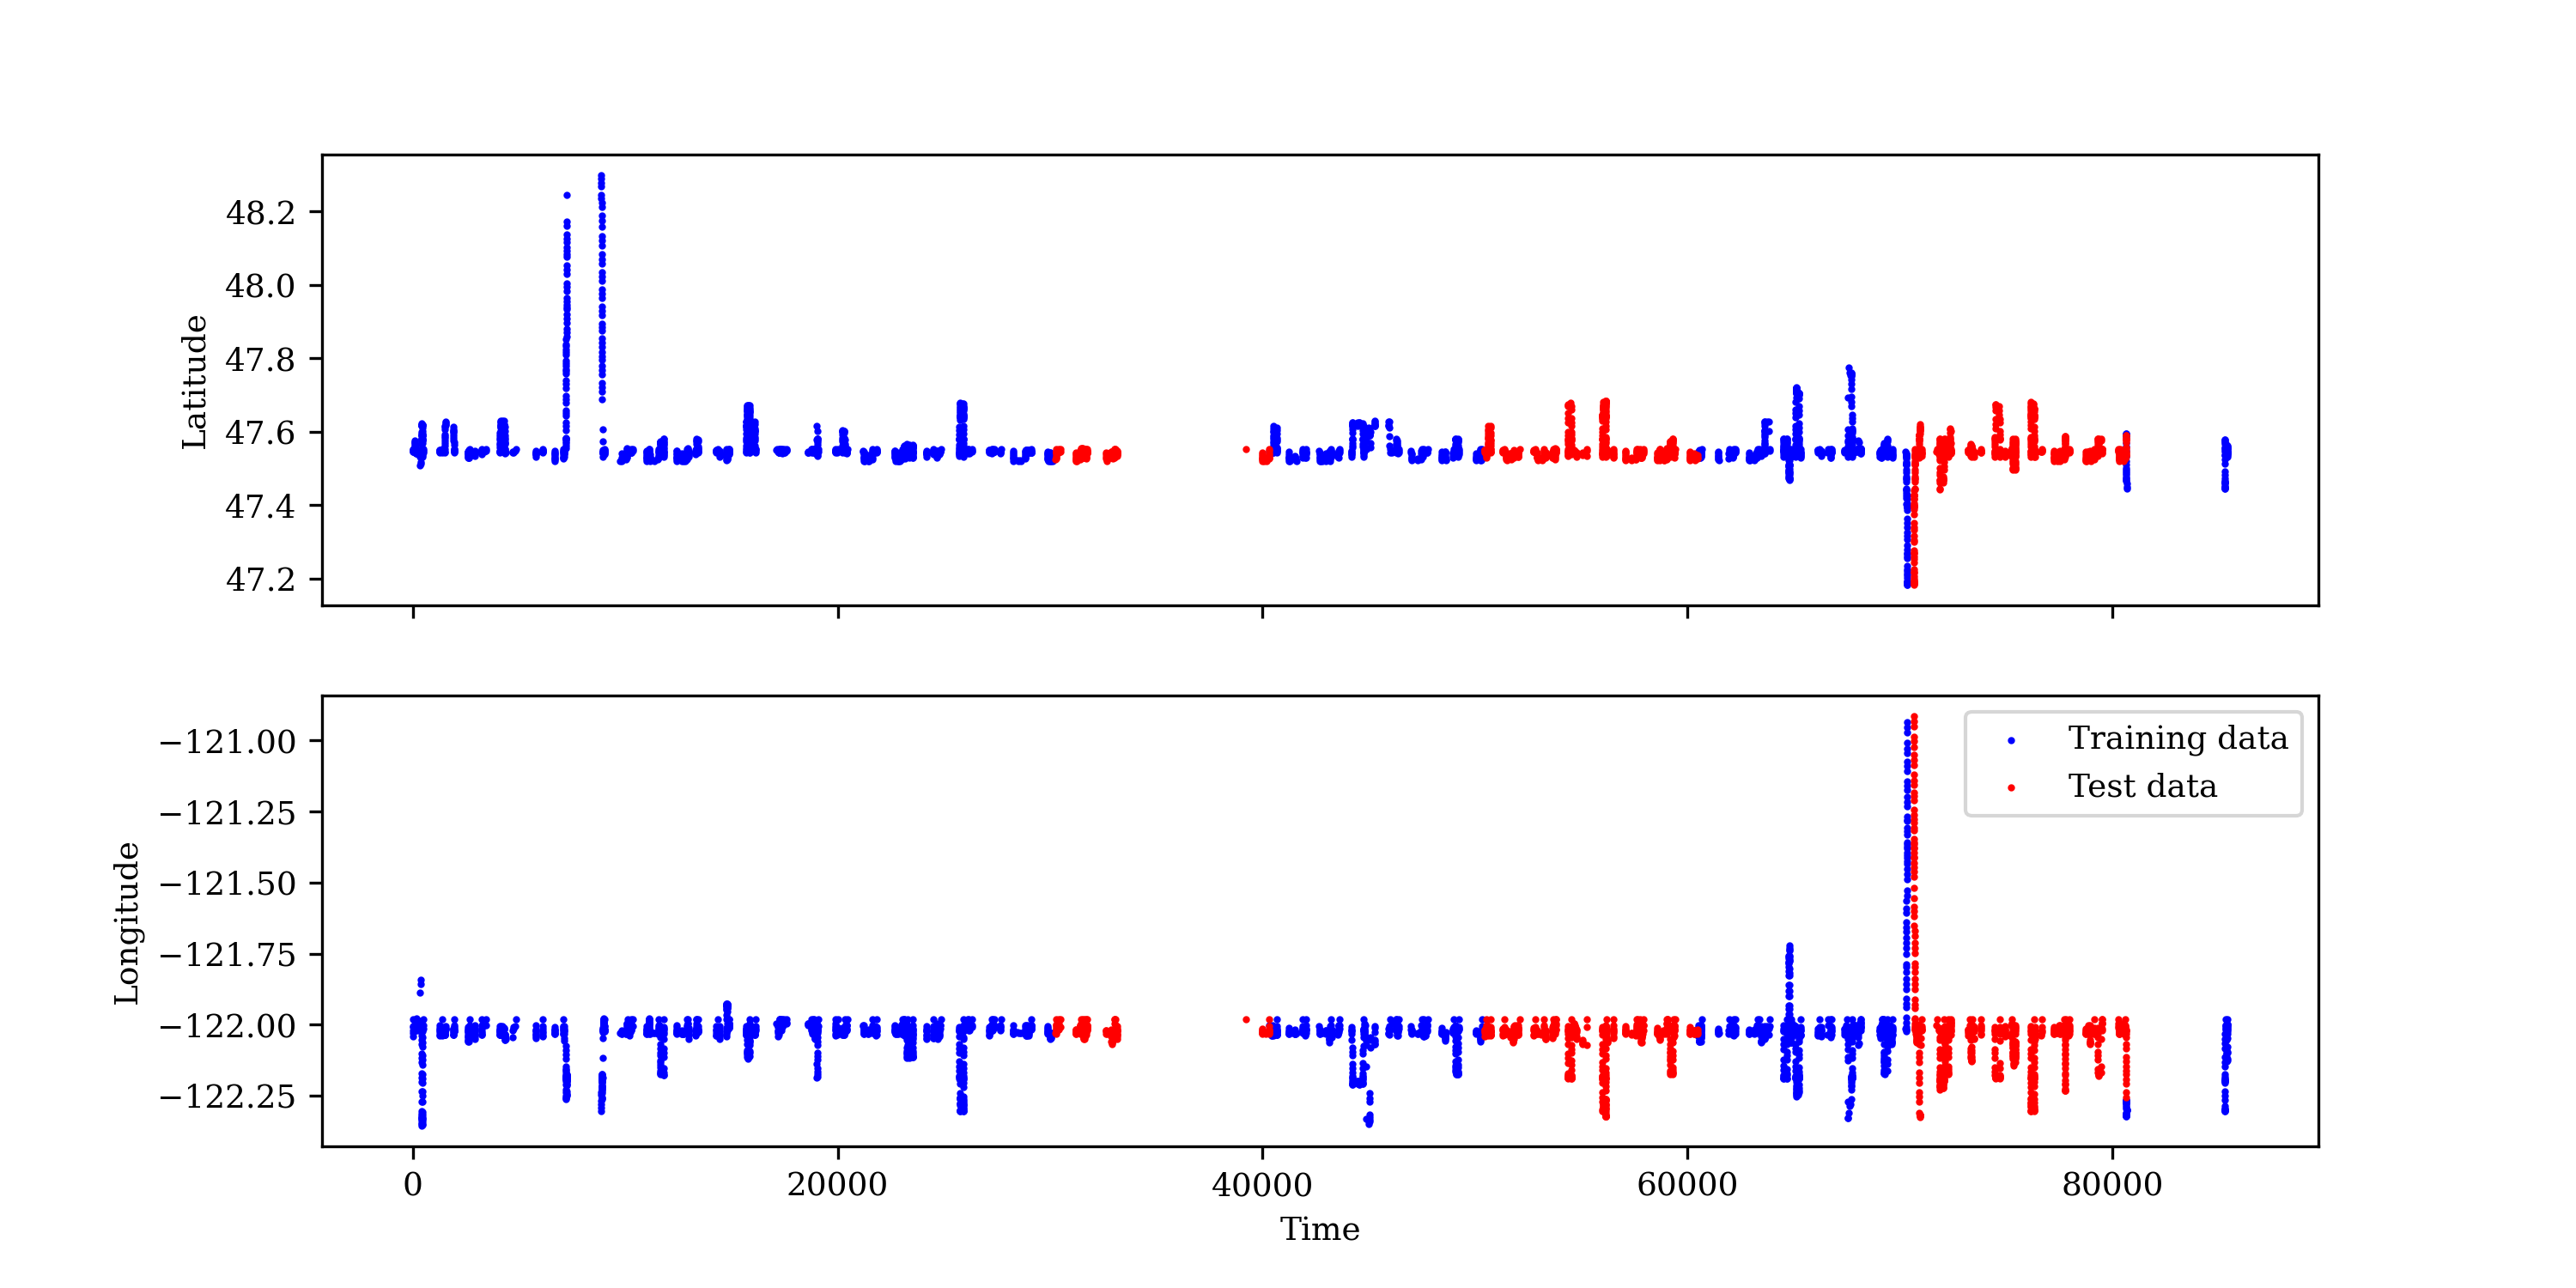 48.2
48.0
47.8
47.6
47.4
47.2
Latitude
−121.00
−121.25
−121.50
−121.75
−122.00
−122.25
Longitude
Training data
Test data
0 20000 40000 60000 80000
Time